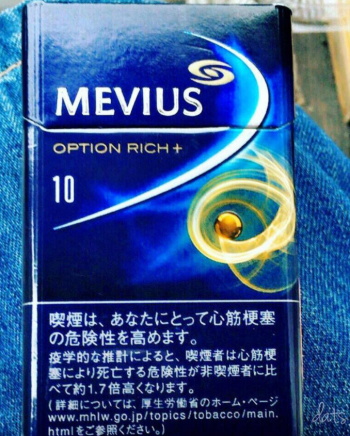 MEVIUS
OPTION RICH+
10
喫煙は、あなたにとって心筋梗塞
の危険性を高めます。
疫学的な推計によると、喫煙者は心筋梗
塞により死亡する危険性が非喫煙者に比
べて約1.7倍高くなります。
(詳細については、厚生労働省のホーム・ページ
www.mhlw.go.jp/topics/tobacco/main.
htmlをご参照ください。)